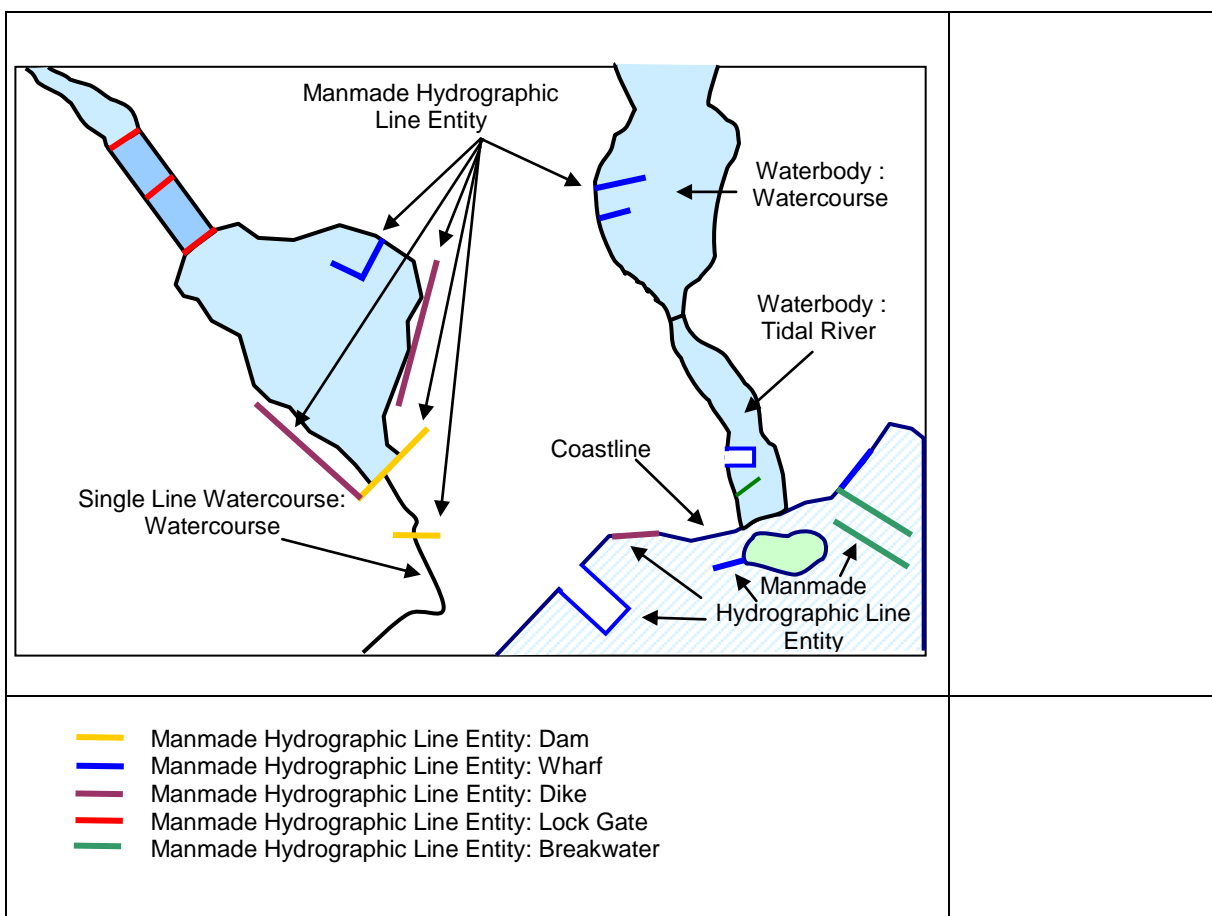 Manmade Hydrographic
Line Entity
Waterbody :
Watercourse
Waterbody :
Tidal River
Coastline
Single Line Watercourse:
Watercourse
Manmade
Hydrographic Line
Entity
Manmade Hydrographic Line Entity: Dam
Manmade Hydrographic Line Entity: Wharf
Manmade Hydrographic Line Entity: Dike
Manmade Hydrographic Line Entity: Lock Gate
Manmade Hydrographic Line Entity: Breakwater